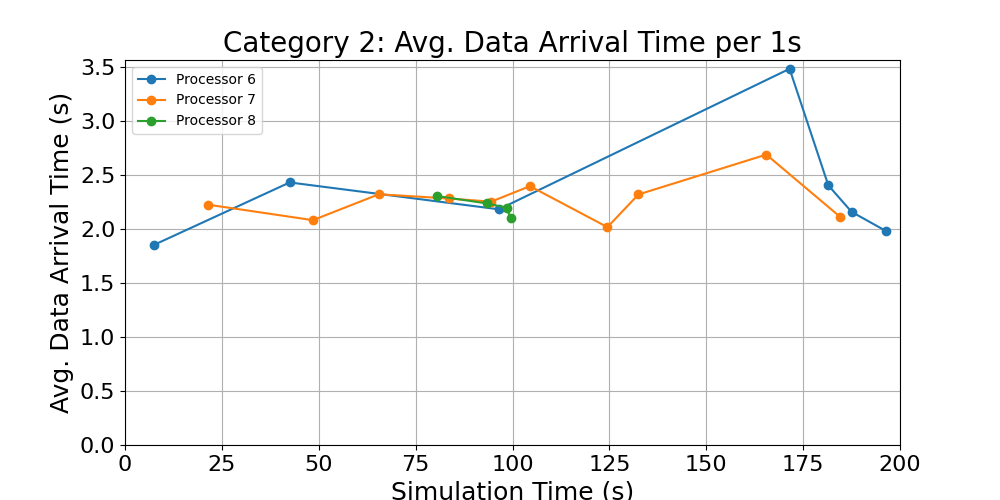 Category 2: Avg. Data Arrival Time per 1s
Avg. Data Arrival Time (s)
3.5
3.0
2.5
2.0
1.5
1.0
0.5
0.0
Processor 6
Processor 7
Processor 8
0 25 50 75 100 125 150 175 200
Simulation Time (s)